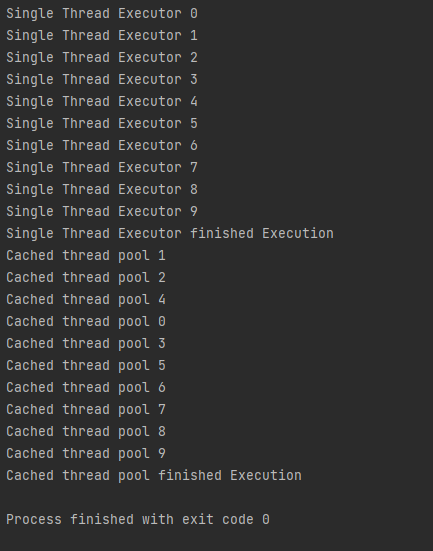 Single Thread Executor 0
Single Thread Executor 1
Single Thread Executor 2
Single Thread Executor 3
Single Thread Executor 4
Single Thread Executor 5
Single Thread Executor 6
Single Thread Executor 7
Single Thread Executor 8
Single Thread Executor 9
Single Thread Executor finished Execution
Cached thread pool 1
Cached thread pool 2
Cached thread pool 4
Cached thread pool 0
Cached thread pool 3
Cached thread pool 5
Cached thread pool 6
Cached thread pool 7
Cached thread pool 8
Cached thread pool 9
Cached thread pool finished Execution
Process finished with exit code 0